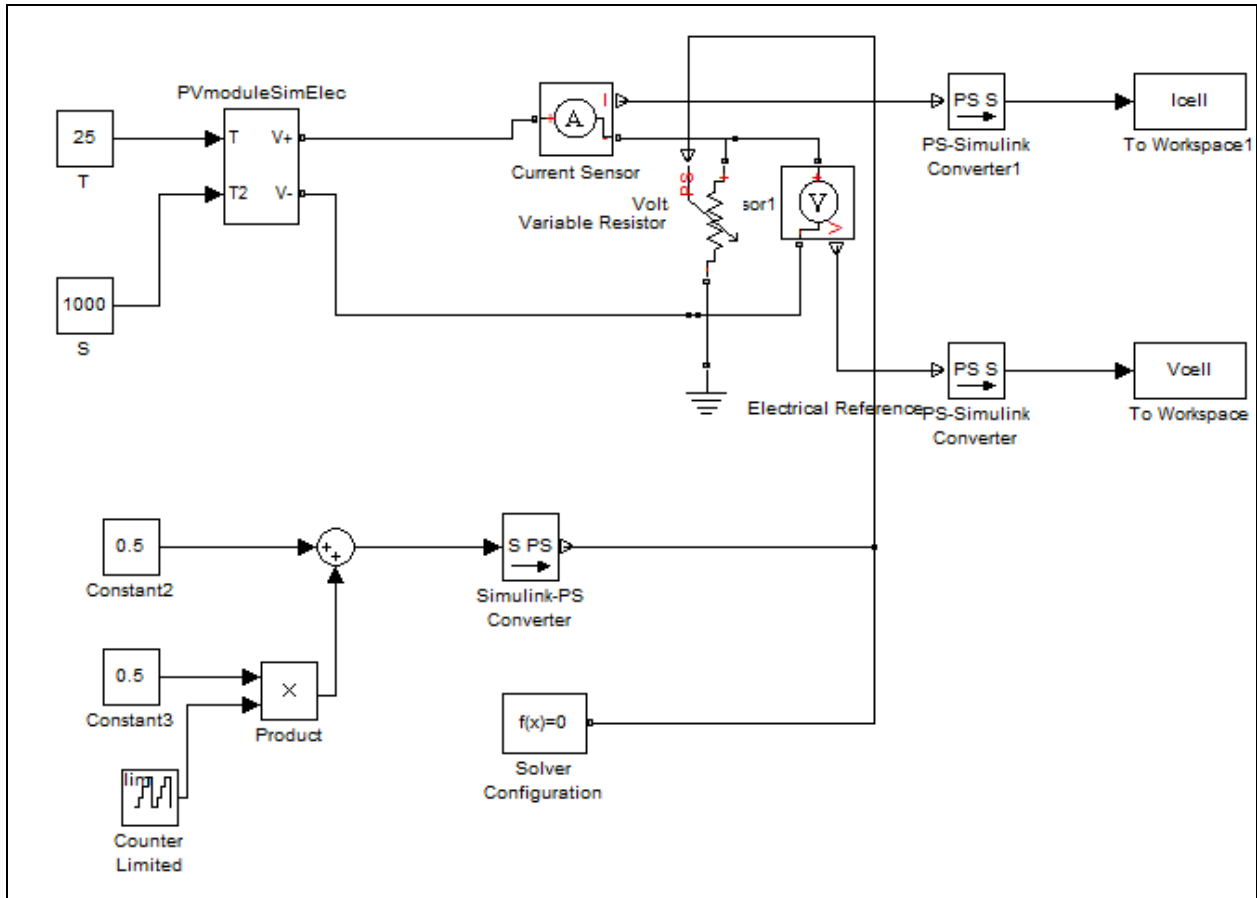 PVmoduleSimElec
25
T
T
V+
T2
V-
1000
S
A
+
I
-
Current Sensor
PS S
PS-Simulink
Converter1
Icell
To Workspace1
PS
+
Volt
sor1
Variable Resistor
+
V
V
-
PS S
PS-Simulink
Converter
Vcell
To Workspace
Electrical Reference
0.5
Constant2
+
+
S PS
Simulink-PS
Converter
0.5
Constant3
×
Product
lim
Counter
Limited
f(x)=0
Solver
Configuration